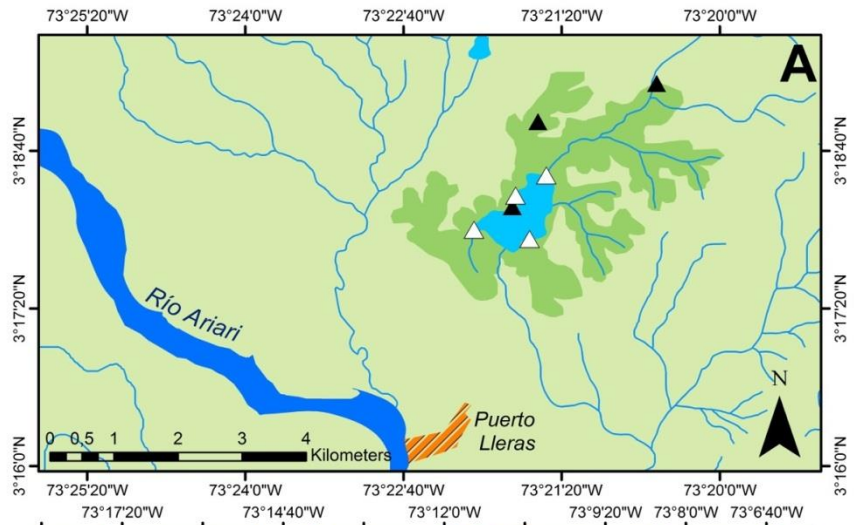 73°25'20"W 73°24'0"W 73°22'40"W 73°21'20"W 73°20'0"W
A
3°18'40"N 3°18'40"N
3°17'20"N 3°17'20"N
Río Ariari
N
Puerto
Lleras
0 0,5 1 2 3 4
Kilometers
3°16'0"N 3°16'0"N
73°25'20"W 73°24'0"W 73°22'40"W 73°21'20"W 73°20'0"W
73°17'20"W 73°14'40"W 73°12'0"W 73°9'20"W 73°8'0"W 73°6'40"W